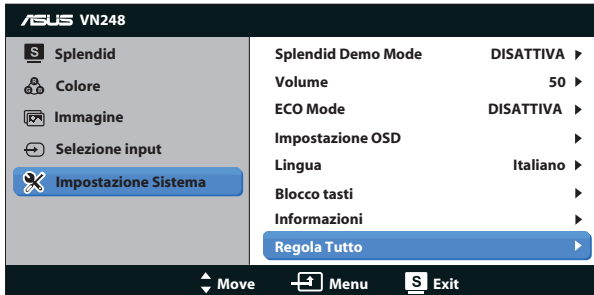 ASUS VN248
S Splendid
Colore
Immagine
Selezione input
Impostazione Sistema
Splendid Demo Mode DISATTIVA
Volume 50
ECO Mode DISATTIVA
Impostazione OSD
Lingua Italiano
Blocco tasti
Informazioni
Regola Tutto
Move Menu S Exit